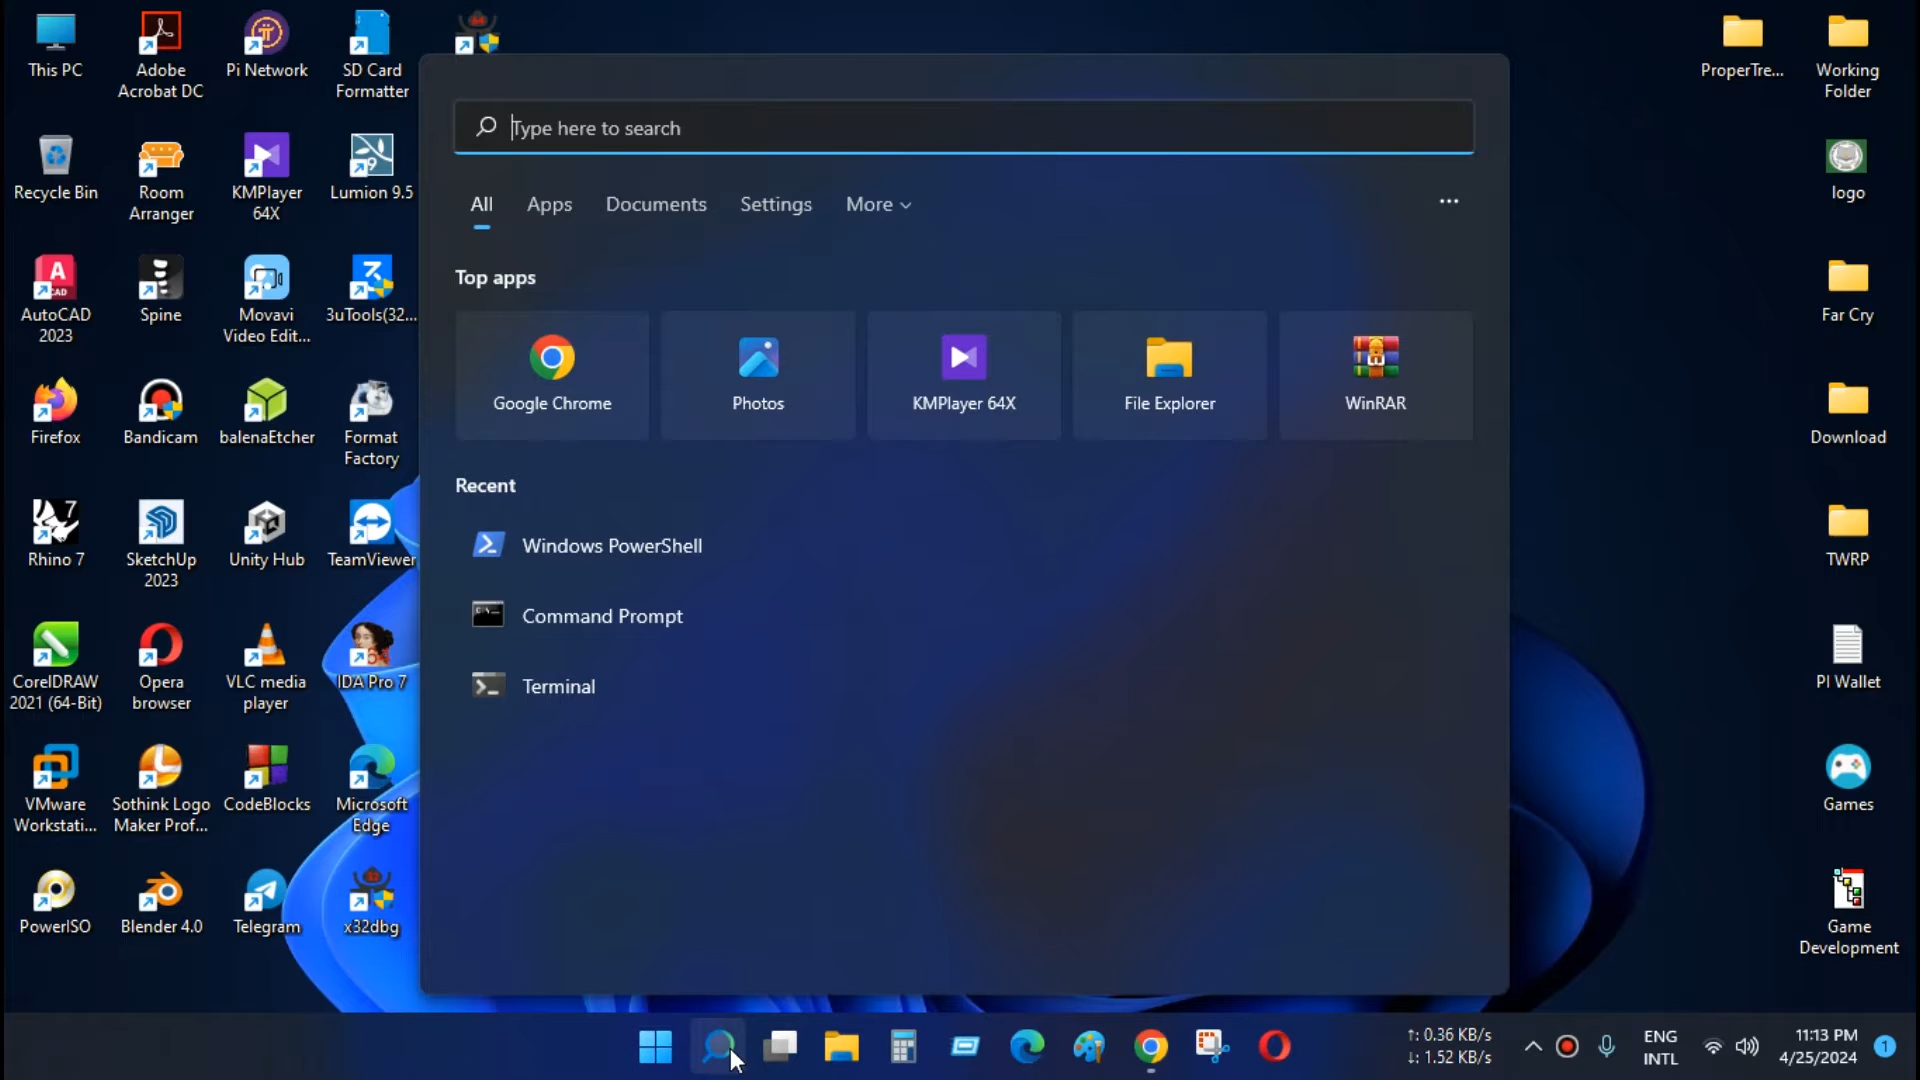 This PC
Adobe
Acrobat DC
Pi Network
SD Card
Formatter
Recycle Bin
Room
Arranger
KMPlayer
64X
Lumion 9.5
AutoCAD
2023
Spine
Movavi
Video Edit...
3uTools(32...
Firefox
Bandicam
balenaEtcher
Format
Factory
Rhino 7
SketchUp
2023
Unity Hub
TeamViewer
CorelDRAW
2021 (64-Bit)
Opera
browser
VLC media
player
IDA Pro 7
VMware
Workstati...
Sothink Logo
Maker Prof...
CodeBlocks
Microsoft
Edge
PowerISO
Blender 4.0
Telegram
x32dbg
Type here to search
All
Apps
Documents
Settings
More
Top apps
Google Chrome
Photos
KMPlayer 64X
File Explorer
WinRAR
Recent
Windows PowerShell
Command Prompt
Terminal
ProperTre...
Working
Folder
logo
Far Cry
Download
TWRP
PI Wallet
Games
Game
Development
↑: 0.36 KB/s
↓: 1.52 KB/s
ENG
INTL
11:13 PM
4/25/2024
1